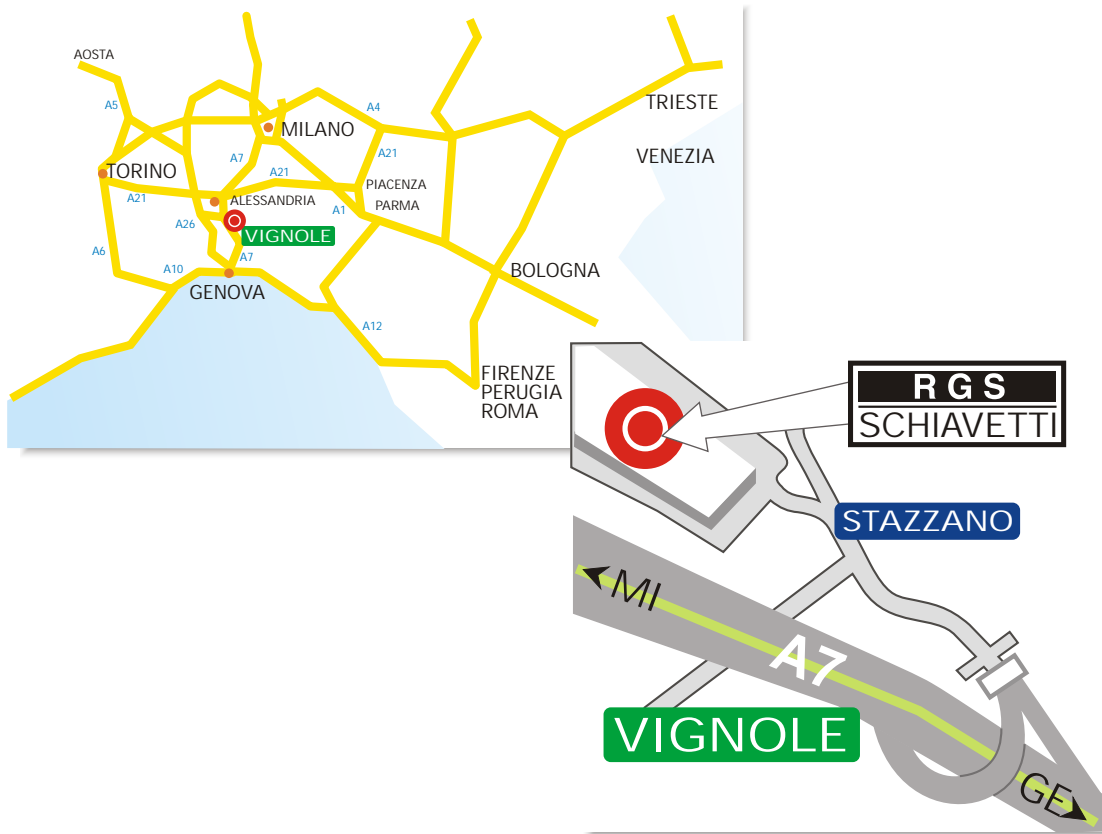 AOSTA
A5
A4
TRIESTE
MILANO
VENEZIA
A7
A21
TORINO
A21
PIACENZA
A21
ALESSANDRIA
PARMA
A26
A1
VIGNOLE
A6
A10
A7
BOLOGNA
GENOVA
A12
FIRENZE
PERUGIA
ROMA
RGS
SCHIAVETTI
STAZZANO
MI
A7
VIGNOLE
GE